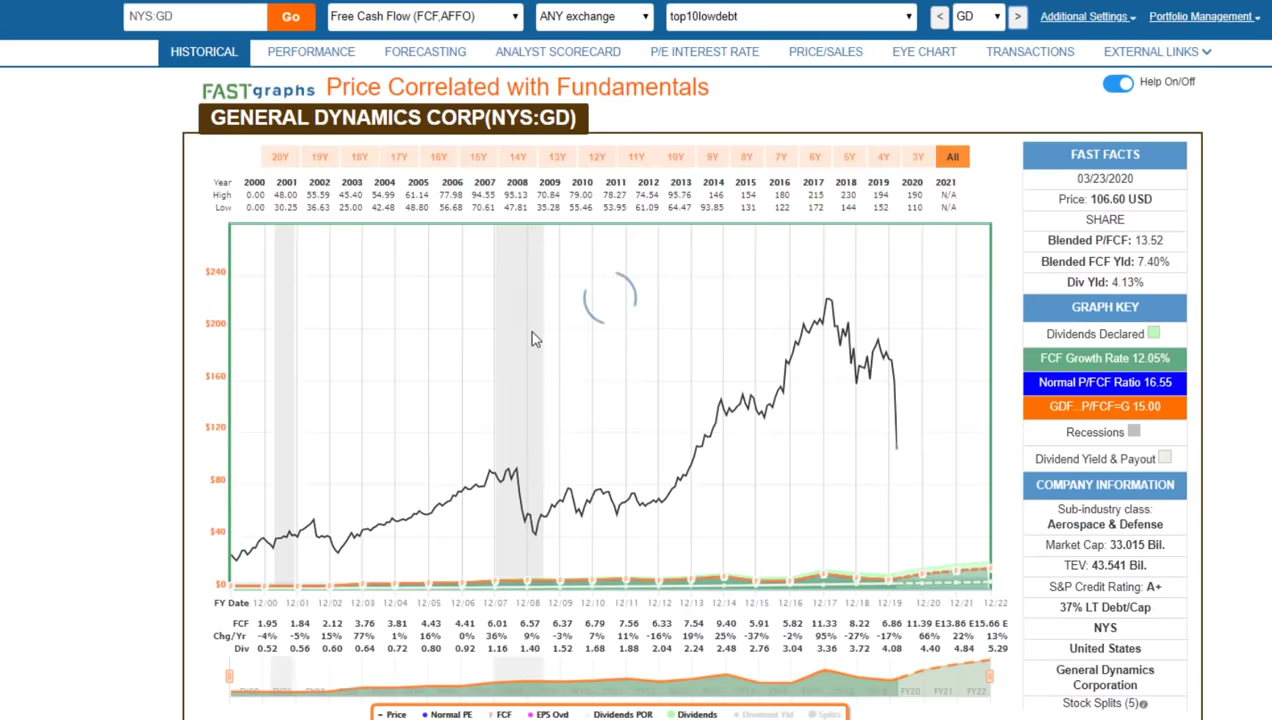 NYS:GD Go Free Cash Flow (FCF,AFFO) ANY exchange top10lowdebt < GD > Additional Settings Portfolio Management
HISTORICAL PERFORMANCE FORECASTING ANALYST SCORECARD P/E INTEREST RATE PRICE/SALES EYE CHART TRANSACTIONS EXTERNAL LINKS
FASTgraphs Price Correlated with Fundamentals
Help On/Off
GENERAL DYNAMICS CORP(NYS:GD)
20Y 19Y 18Y 17Y 16Y 15Y 14Y 13Y 12Y 11Y 10Y 9Y 8Y 7Y 6Y 5Y 4Y 3Y All
Year 2000 2001 2002 2003 2004 2005 2006 2007 2008 2009 2010 2011 2012 2013 2014 2015 2016 2017 2018 2019 2020 2021
High 0.00 48.00 55.59 45.40 54.99 61.14 77.98 94.55 95.13 70.84 79.00 78.27 74.54 95.76 146 154 180 215 230 194 190 N/A
Low 0.00 30.25 36.63 25.00 42.48 48.80 56.68 70.61 47.81 35.28 55.46 53.95 61.09 64.47 93.85 131 122 172 144 152 110 N/A
$240
$200
$160
$120
$80
$40
$0
FY Date 12/00 12/01 12/02 12/03 12/04 12/05 12/06 12/07 12/08 12/09 12/10 12/11 12/12 12/13 12/14 12/15 12/16 12/17 12/18 12/19 12/20 12/21 12/22
FCF 1.95 1.84 2.12 3.76 3.81 4.43 4.41 6.01 6.57 6.37 6.79 7.56 6.33 7.54 9.40 5.91 5.82 11.33 8.22 6.86 11.39 E 13.86 E 15.66 E
Chg/Yr -4% -5% 15% 77% 1% 16% 0% 36% 9% -3% 7% 11% -16% 19% 25% -37% -2% 95% -27% -17% 66% 22% 13%
Div 0.52 0.56 0.60 0.64 0.72 0.80 0.92 1.16 1.40 1.52 1.68 1.88 2.04 2.24 2.48 2.76 3.04 3.36 3.72 4.08 4.40 4.84 5.29
FY20 FY21 FY22
Price Normal PE FCF EPS Ovd Dividends POR Dividends Dividend Yld Splits
FAST FACTS
03/23/2020
Price: 106.60 USD
SHARE
Blended P/FCF: 13.52
Blended FCF Yld: 7.40%
Div Yld: 4.13%
GRAPH KEY
Dividends Declared
FCF Growth Rate 12.05%
Normal P/FCF Ratio 16.55
GDF...P/FCF=G 15.00
Recessions
Dividend Yield & Payout
COMPANY INFORMATION
Sub-industry class:
Aerospace & Defense
Market Cap: 33.015 Bil.
TEV: 43.541 Bil.
S&P Credit Rating: A+
37% LT Debt/Cap
NYS
United States
General Dynamics
Corporation
Stock Splits (5)